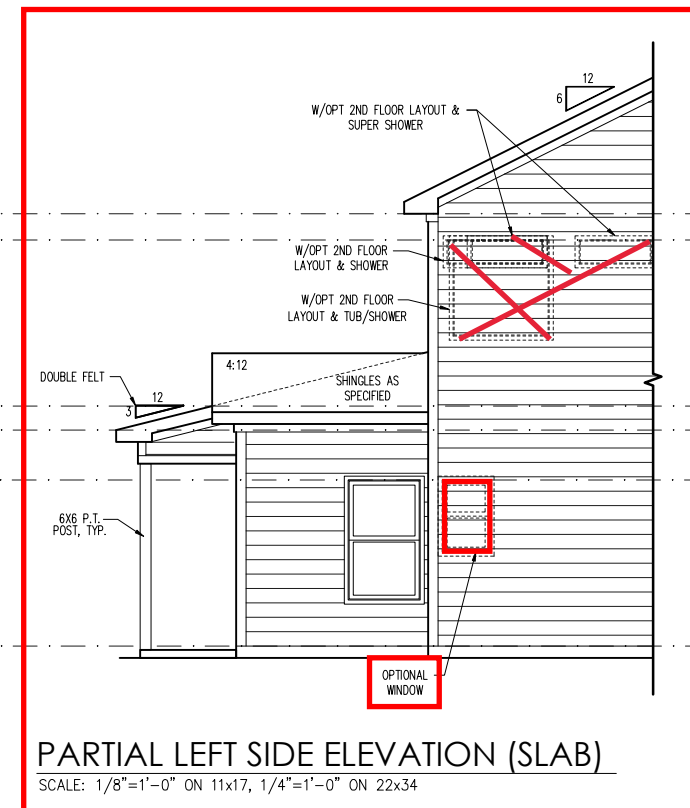 12
6
W/OPT 2ND FLOOR LAYOUT &
SUPER SHOWER
W/OPT 2ND FLOOR
LAYOUT & SHOWER
W/OPT 2ND FLOOR
LAYOUT & TUB/SHOWER
4:12
DOUBLE FELT
12
3
SHINGLES AS
SPECIFIED
6X6 P.T.
POST, TYP.
OPTIONAL
WINDOW
PARTIAL LEFT SIDE ELEVATION (SLAB)
SCALE: 1/8"=1'-0" ON 11x17, 1/4"=1'-0" ON 22x34